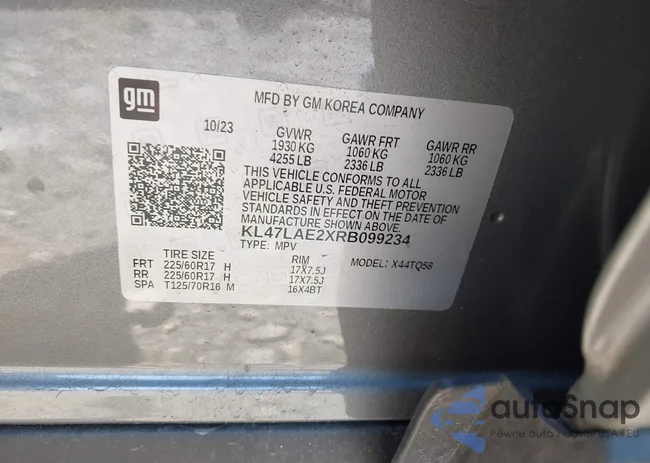 gm
MFD BY GM KOREA COMPANY
10/23
GVWR GAWR FRT GAWR RR
1930 KG 1060 KG 1060 KG
4255 LB 2336 LB 2336 LB
THIS VEHICLE CONFORMS TO ALL
APPLICABLE U.S. FEDERAL MOTOR
VEHICLE SAFETY AND THEFT PREVENTION
STANDARDS IN EFFECT ON THE DATE OF
MANUFACTURE SHOWN ABOVE.
KL47LAE2XRB099234
TYPE: MPV
MODEL: X44TQ58
TIRE SIZE RIM
FRT 225/60R17 H 17X7.5J
RR 225/60R17 H 17X7.5J
SPA T125/70R16 M 16X4BT
autoSnap
Pewne auta z